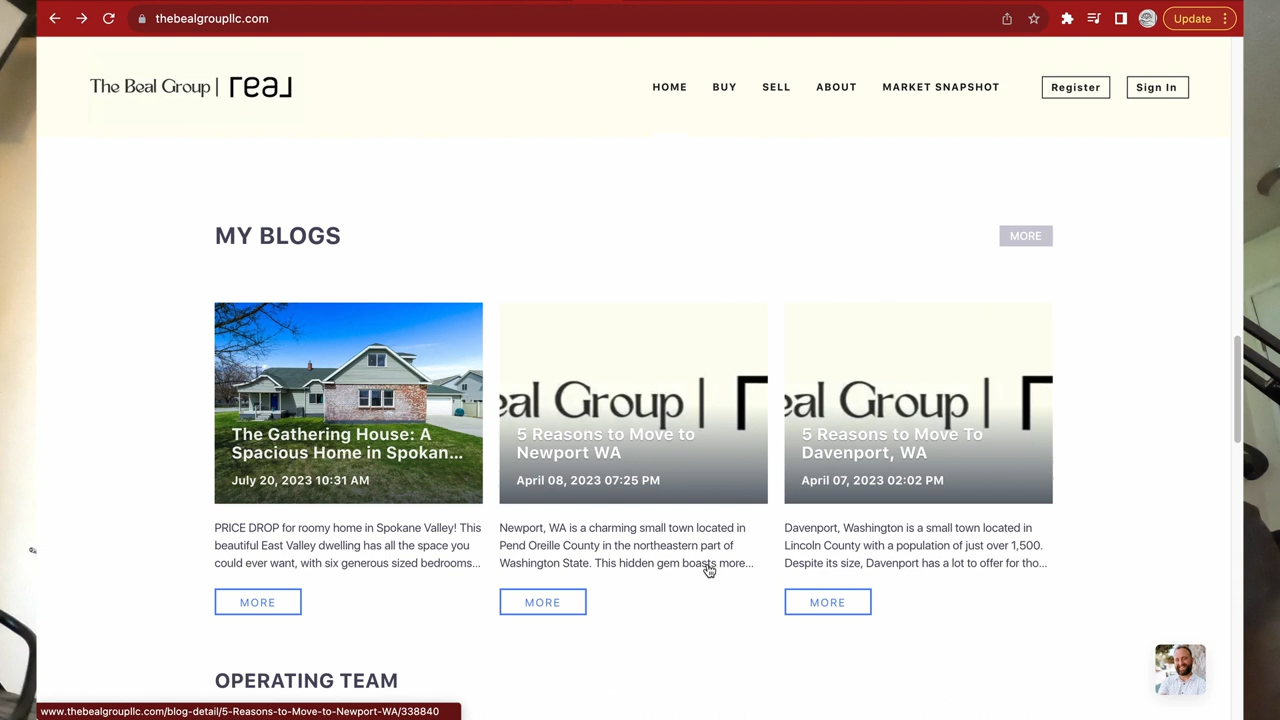 thebealgroupllc.com
Update
The Beal Group | real
HOME BUY SELL ABOUT MARKET SNAPSHOT Register Sign In
MY BLOGS
MORE
The Gathering House: A
Spacious Home in Spokan...
July 20, 2023 10:31 AM
PRICE DROP for roomy home in Spokane Valley! This
beautiful East Valley dwelling has all the space you
could ever want, with six generous sized bedrooms...
MORE
eal Group |
5 Reasons to Move to
Newport WA
April 08, 2023 07:25 PM
Newport, WA is a charming small town located in
Pend Oreille County in the northeastern part of
Washington State. This hidden gem boasts more...
MORE
eal Group |
5 Reasons to Move To
Davenport, WA
April 07, 2023 02:02 PM
Davenport, Washington is a small town located in
Lincoln County with a population of just over 1,500.
Despite its size, Davenport has a lot to offer for tho...
MORE
OPERATING TEAM
www.thebealgroupllc.com/blog-detail/5-Reasons-to-Move-to-Newport-WA/338840